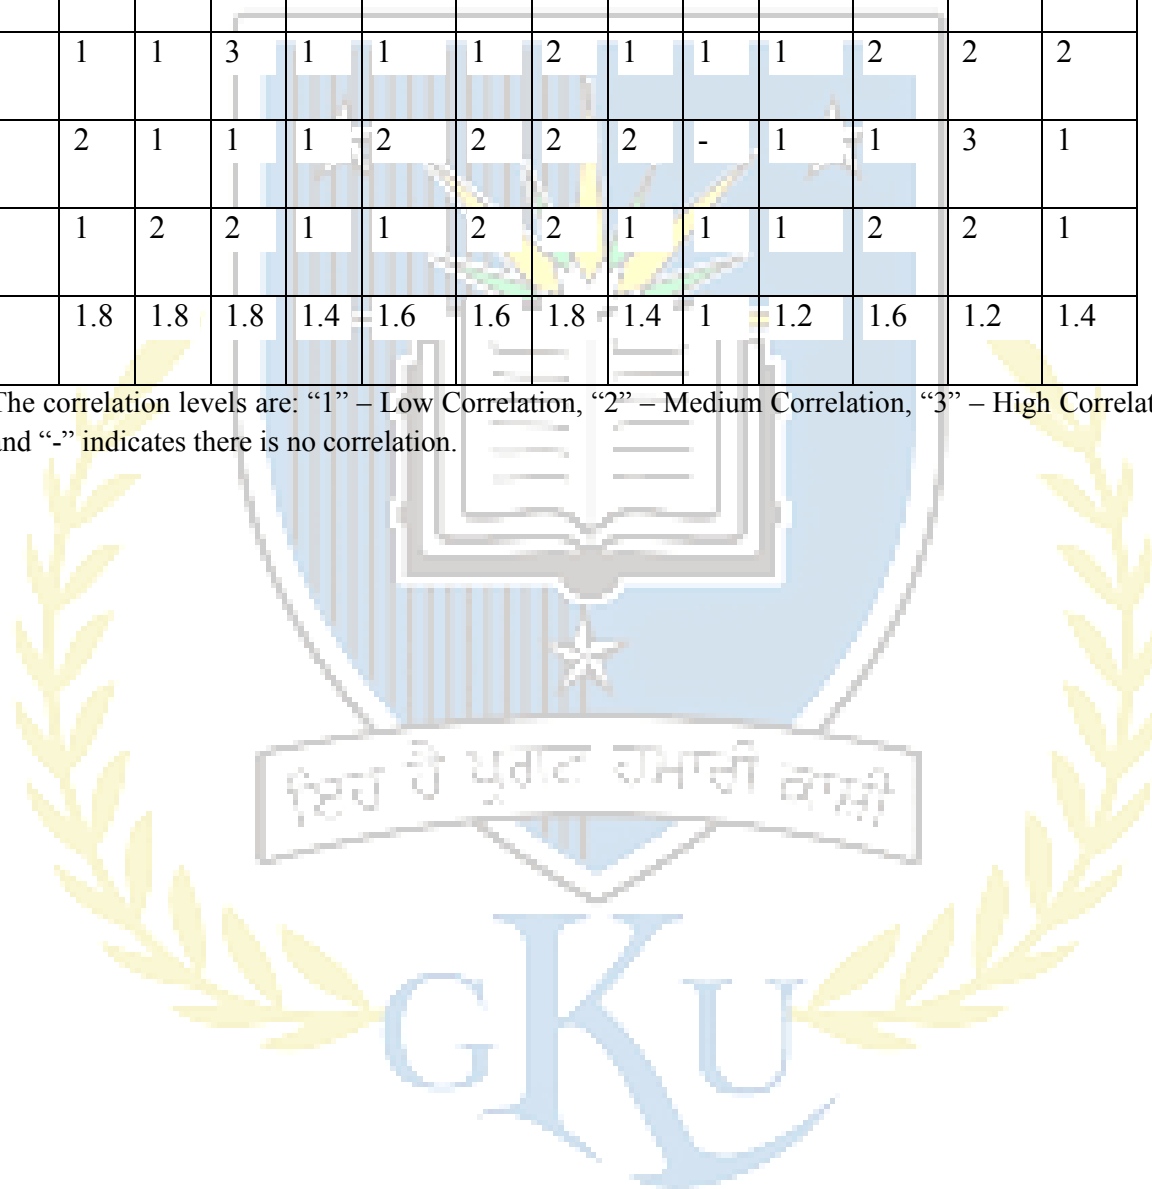 1 1 3 1 1 1 2 1 1 1 2 2 2
2 1 1 1 2 2 2 2 - 1 1 3 1
1 2 2 1 1 2 2 1 1 1 2 2 1
1.8 1.8 1.8 1.4 1.6 1.6 1.8 1.4 1 1.2 1.6 1.2 1.4
The correlation levels are: “1” – Low Correlation, “2” – Medium Correlation, “3” – High Correlat
and “-” indicates there is no correlation.
ਇਹ ਹੈ ਪ੍ਰਗਟ ਹਮਾਰੀ ਕਾਸ਼ੀ
GKU